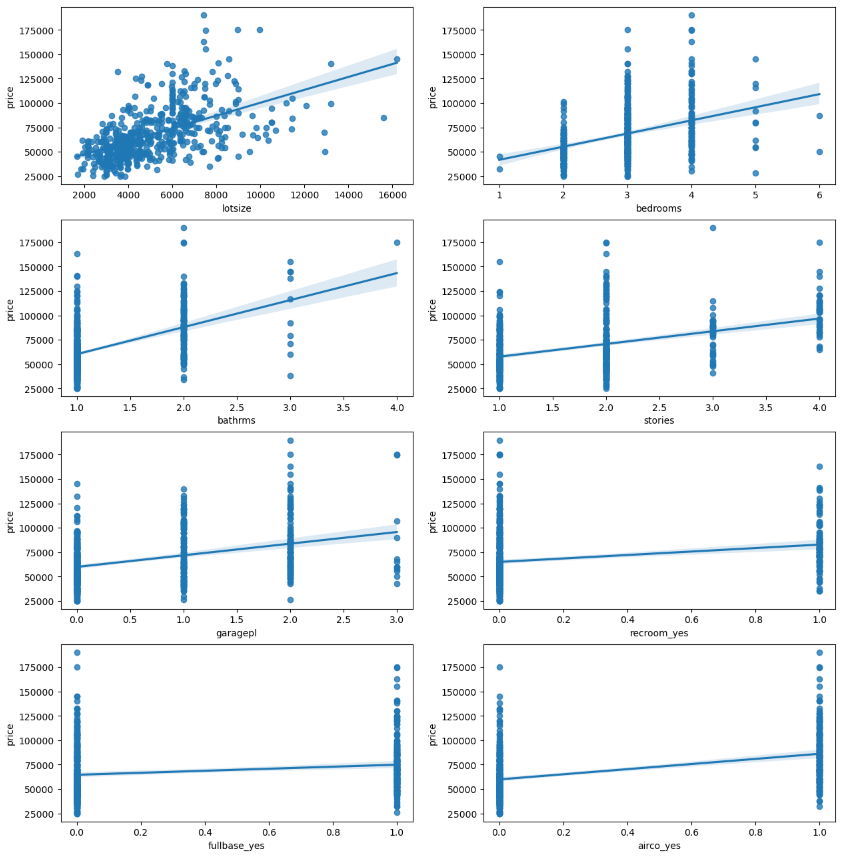 175000 175000
150000 150000
125000 125000
price 100000 price 100000
75000 75000
50000 50000
25000 25000
2000 4000 6000 8000 10000 12000 14000 16000 1 2 3 4 5 6
lotsize bedrooms
175000 175000
150000 150000
125000 125000
price 100000 price 100000
75000 75000
50000 50000
25000 25000
1.0 1.5 2.0 2.5 3.0 3.5 4.0 1.0 1.5 2.0 2.5 3.0 3.5 4.0
bathrms stories
175000 175000
150000 150000
125000 125000
price 100000 price 100000
75000 75000
50000 50000
25000 25000
0.0 0.5 1.0 1.5 2.0 2.5 3.0 0.0 0.2 0.4 0.6 0.8 1.0
garagepl recroom_yes
175000 175000
150000 150000
125000 125000
price 100000 price 100000
75000 75000
50000 50000
25000 25000
0.0 0.2 0.4 0.6 0.8 1.0 0.0 0.2 0.4 0.6 0.8 1.0
fullbase_yes airco_yes